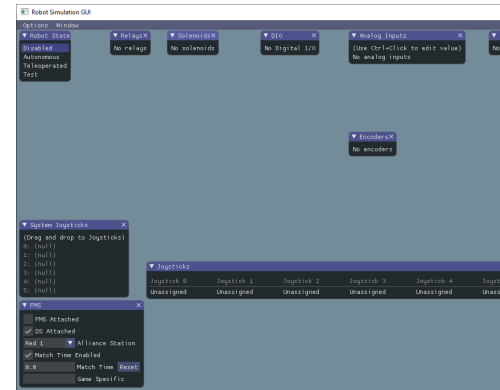 Robot Simulation GUI
Options Window
Robot State
Disabled
Autonomous
Teleoperated
Test
Relays
No relays
Solenoids
No solenoids
DIO
No Digital I/O
Analog Inputs
(Use Ctrl+Click to edit value)
No analog inputs
No
Encoders
No encoders
System Joysticks
(Drag and drop to Joysticks)
0: (null)
1: (null)
2: (null)
3: (null)
4: (null)
5: (null)
Joysticks
Joystick 0 Joystick 1 Joystick 2 Joystick 3 Joystick 4 Joyst
Unassigned Unassigned Unassigned Unassigned Unassigned Unass
FMS
FMS Attached
DS Attached
Red 1 Alliance Station
Match Time Enabled
0.0 Match Time Reset
Game Specific